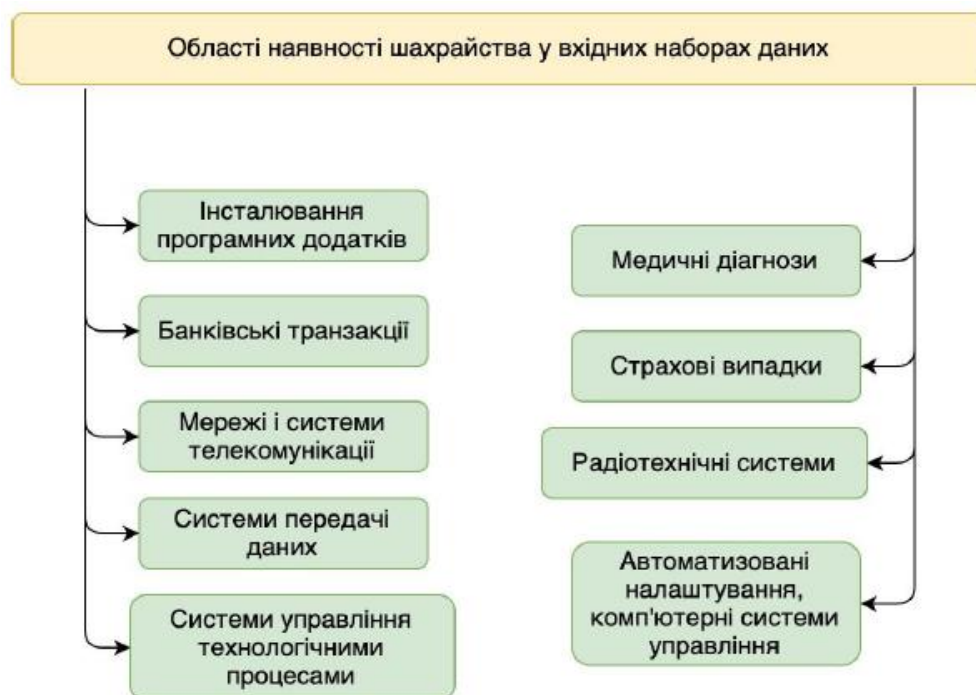 Області наявності шахрайства у вхідних наборах даних
Інсталювання
програмних додатків
Банківські транзакції
Мережі і системи
телекомунікації
Системи передачі
даних
Системи управління
технологічними
процесами
Медичні діагнози
Страхові випадки
Радіотехнічні системи
Автоматизовані
налаштування,
комп'ютерні системи
управління